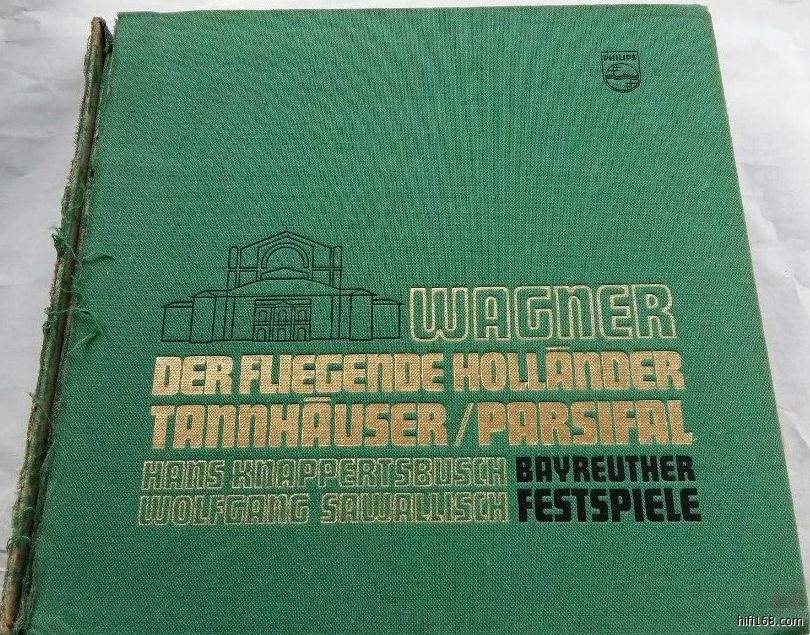 PHILIPS
WAGNER
DER FLIEGENDE HOLLÄNDER
TANNHÄUSER / PARSIFAL
HANS KNAPPERTSBUSCH BAYREUTHER
WOLFGANG SAWALLISCH FESTSPIELE
hifi168.com